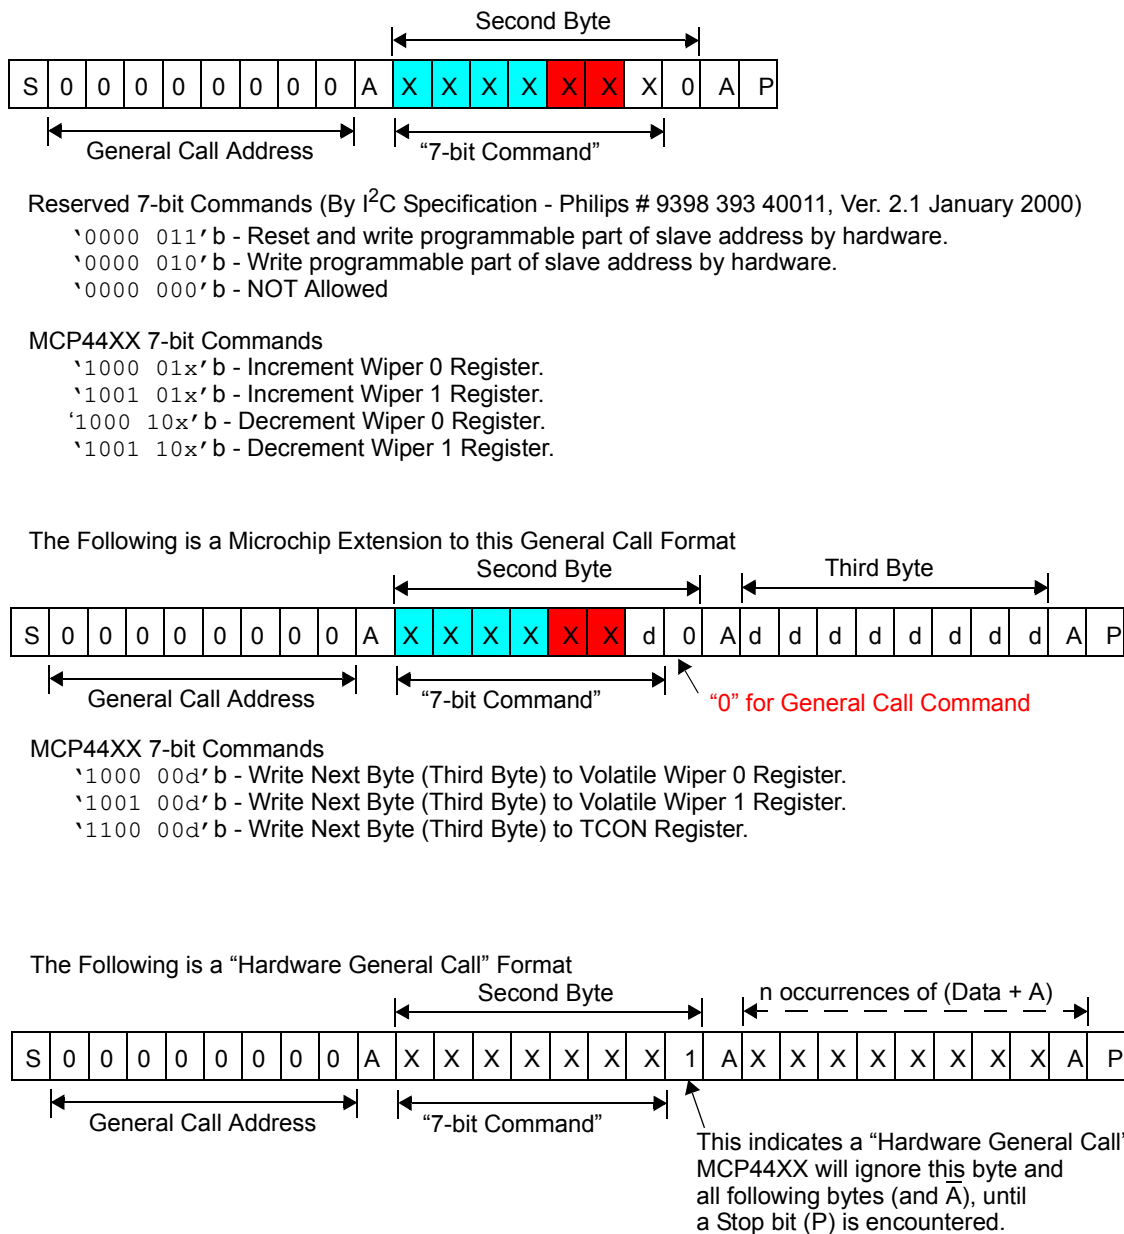 Second Byte
S 0 0 0 0 0 0 0 0 A X X X X X X X 0 A P
General Call Address "7-bit Command"
Reserved 7-bit Commands (By I²C Specification - Philips # 9398 393 40011, Ver. 2.1 January 2000)
‘0000 011’b - Reset and write programmable part of slave address by hardware.
‘0000 010’b - Write programmable part of slave address by hardware.
‘0000 000’b - NOT Allowed
MCP44XX 7-bit Commands
‘1000 01x’b - Increment Wiper 0 Register.
‘1001 01x’b - Increment Wiper 1 Register.
‘1000 10x’b - Decrement Wiper 0 Register.
‘1001 10x’b - Decrement Wiper 1 Register.
The Following is a Microchip Extension to this General Call Format
Second Byte Third Byte
S 0 0 0 0 0 0 0 0 A X X X X X X d 0 A d d d d d d d d A P
General Call Address "7-bit Command" "0" for General Call Command
MCP44XX 7-bit Commands
‘1000 00d’b - Write Next Byte (Third Byte) to Volatile Wiper 0 Register.
‘1001 00d’b - Write Next Byte (Third Byte) to Volatile Wiper 1 Register.
‘1100 00d’b - Write Next Byte (Third Byte) to TCON Register.
The Following is a “Hardware General Call” Format
Second Byte n occurrences of (Data + A)
S 0 0 0 0 0 0 0 0 A X X X X X X X 1 A X X X X X X X X A P
General Call Address "7-bit Command"
This indicates a “Hardware General Call”
MCP44XX will ignore this byte and
all following bytes (and A̅), until
a Stop bit (P) is encountered.